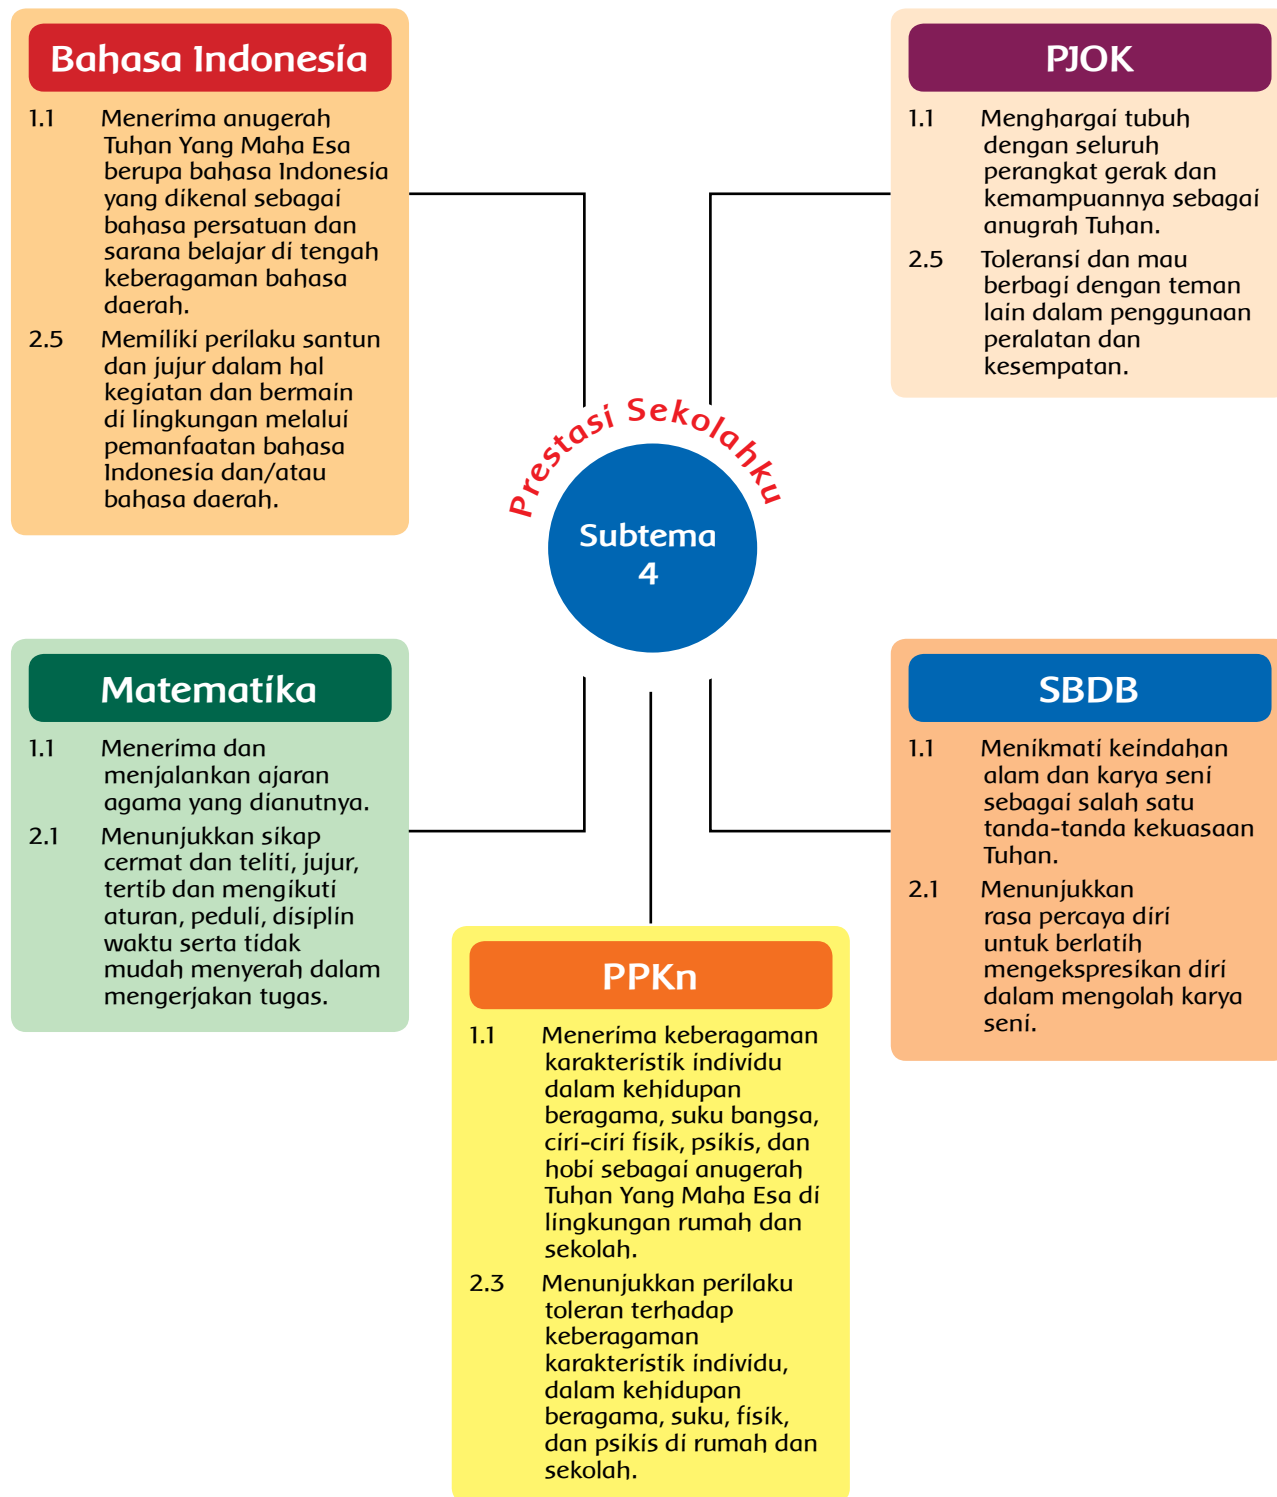 Bahasa Indonesia
1.1 Menerima anugerah
Tuhan Yang Maha Esa
berupa bahasa Indonesia
yang dikenal sebagai
bahasa persatuan dan
sarana belajar di tengah
keberagaman bahasa
daerah.
2.5 Memiliki perilaku santun
dan jujur dalam hal
kegiatan dan bermain
di lingkungan melalui
pemanfaatan bahasa
Indonesia dan/atau
bahasa daerah.
PJOK
1.1 Menghargai tubuh
dengan seluruh
perangkat gerak dan
kemampuannya sebagai
anugrah Tuhan.
2.5 Toleransi dan mau
berbagi dengan teman
lain dalam penggunaan
peralatan dan
kesempatan.
Prestasi Sekolahku
Subtema
4
Matematika
1.1 Menerima dan
menjalankan ajaran
agama yang dianutnya.
2.1 Menunjukkan sikap
cermat dan teliti, jujur,
tertib dan mengikuti
aturan, peduli, disiplin
waktu serta tidak
mudah menyerah dalam
mengerjakan tugas.
SBDB
1.1 Menikmati keindahan
alam dan karya seni
sebagai salah satu
tanda-tanda kekuasaan
Tuhan.
2.1 Menunjukkan
rasa percaya diri
untuk berlatih
mengekspresikan diri
dalam mengolah karya
seni.
PPKn
1.1 Menerima keberagaman
karakteristik individu
dalam kehidupan
beragama, suku bangsa,
ciri-ciri fisik, psikis, dan
hobi sebagai anugerah
Tuhan Yang Maha Esa di
lingkungan rumah dan
sekolah.
2.3 Menunjukkan perilaku
toleran terhadap
keberagaman
karakteristik individu,
dalam kehidupan
beragama, suku, fisik,
dan psikis di rumah dan
sekolah.